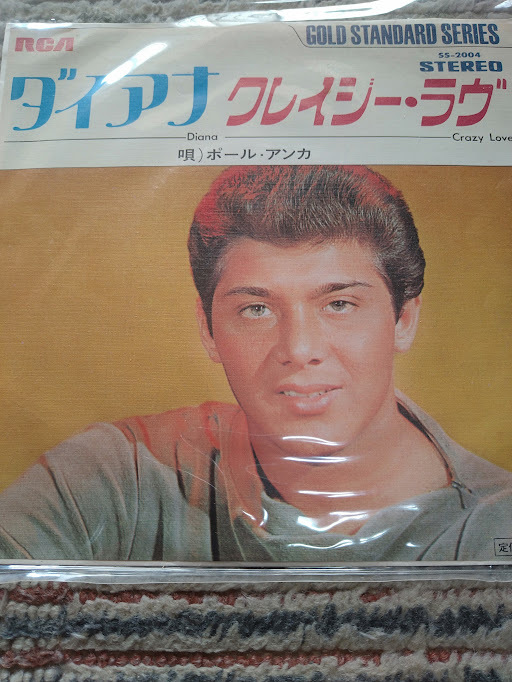 RCA
GOLD STANDARD SERIES
SS-2004
STEREO
ダイアナ クレイジー・ラヴ
Diana Crazy Love
唄)ポール・アンカ
定